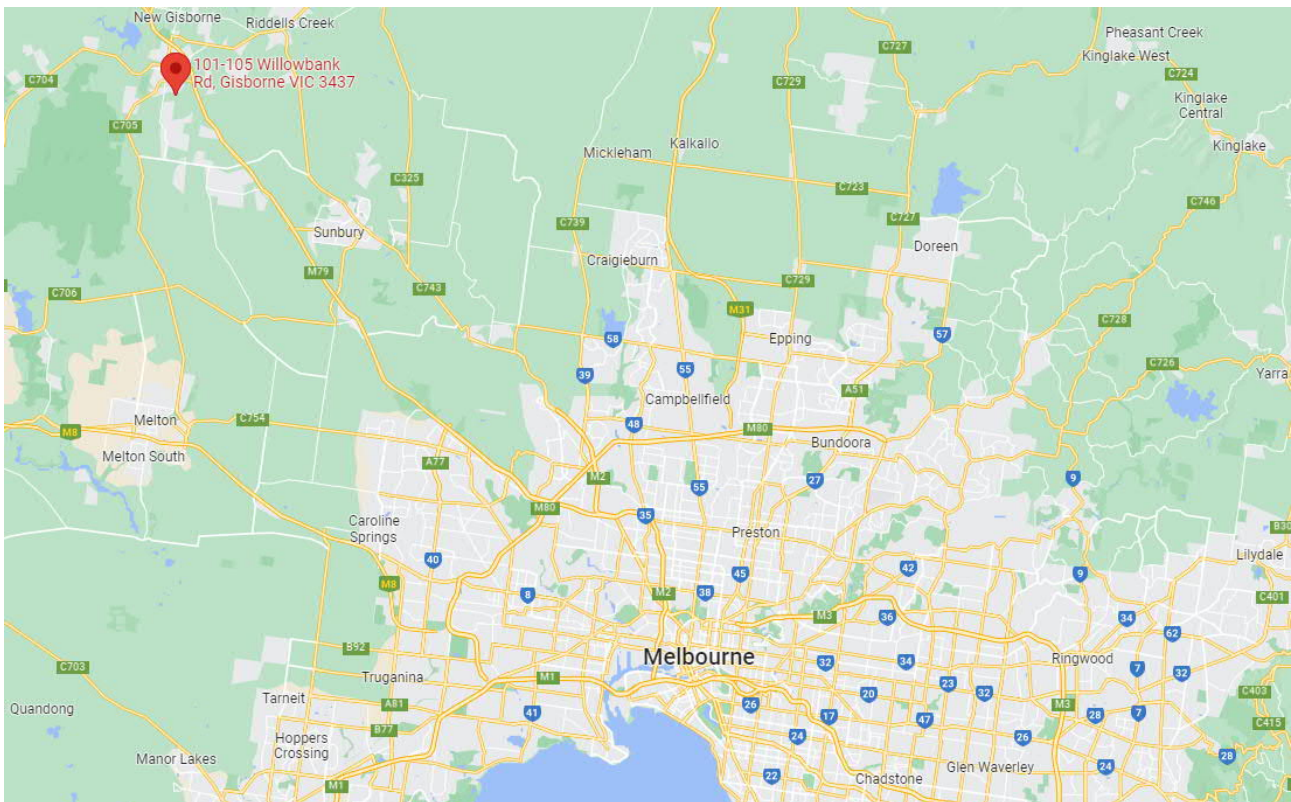 New Gisborne
Riddells Creek
Pheasant Creek
C727
Kinglake West
101-105 Willowbank
Rd, Gisborne VIC 3437
C704
C729
C724
Kinglake
Central
C705
Kalkallo
Mickleham
Kinglake
C325
C723
C746
C739
C727
Sunbury
Doreen
Craigieburn
M79
C729
C706
C743
M31
C728
58
57
Epping
C726
55
39
Yarra
A51
Campbellfield
Melton
C754
48
M8
M80
Bundoora
Melton South
A77
M2
27
9
55
M80
35
Caroline
Springs
Preston
B30
Lilydale
40
42
45
9
M8
8
M2
38
C401
M3
36
34
62
B92
Melbourne
32
34
Ringwood
C703
Truganina
M1
7
32
23
20
32
C403
Tarneit
A81
26
M3
Quandong
41
17
47
28
7
C415
B77
24
26
Hoppers
Crossing
28
Manor Lakes
Glen Waverley
24
22
Chadstone
M1